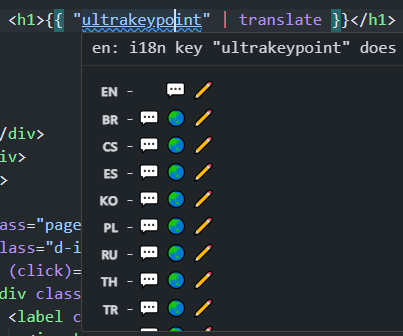 <h1>{{ "ultrakeypoint" | translate }}</h1>
en: i18n key "ultrakeypoint" does
EN -
BR -
CS -
ES -
KO -
PL -
RU -
TH -
TR -
/div>
iv>
>
ass="page
lass="d-i
(click)=
div class
<label c